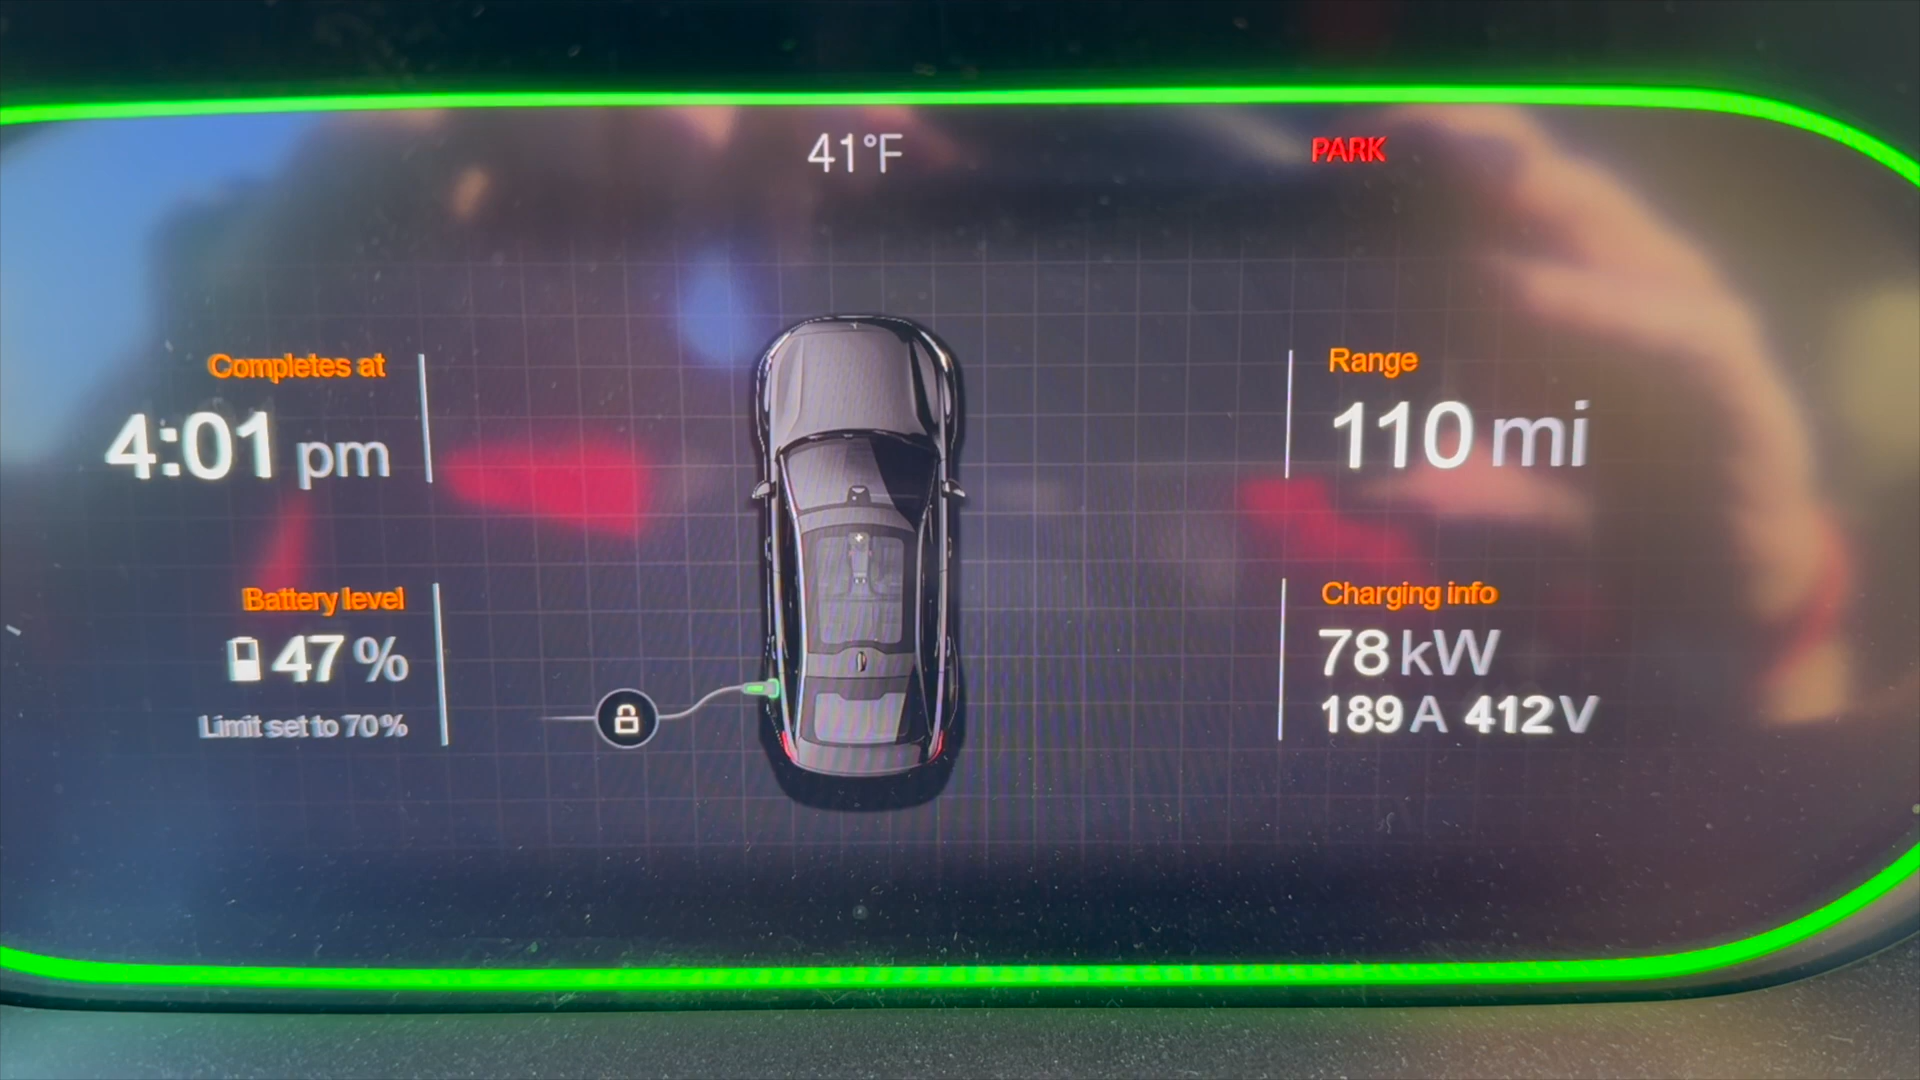 41°F
PARK
Completes at
4:01 pm
Range
110 mi
Battery level
47 %
Limit set to 70%
Charging info
78 kW
189 A 412 V